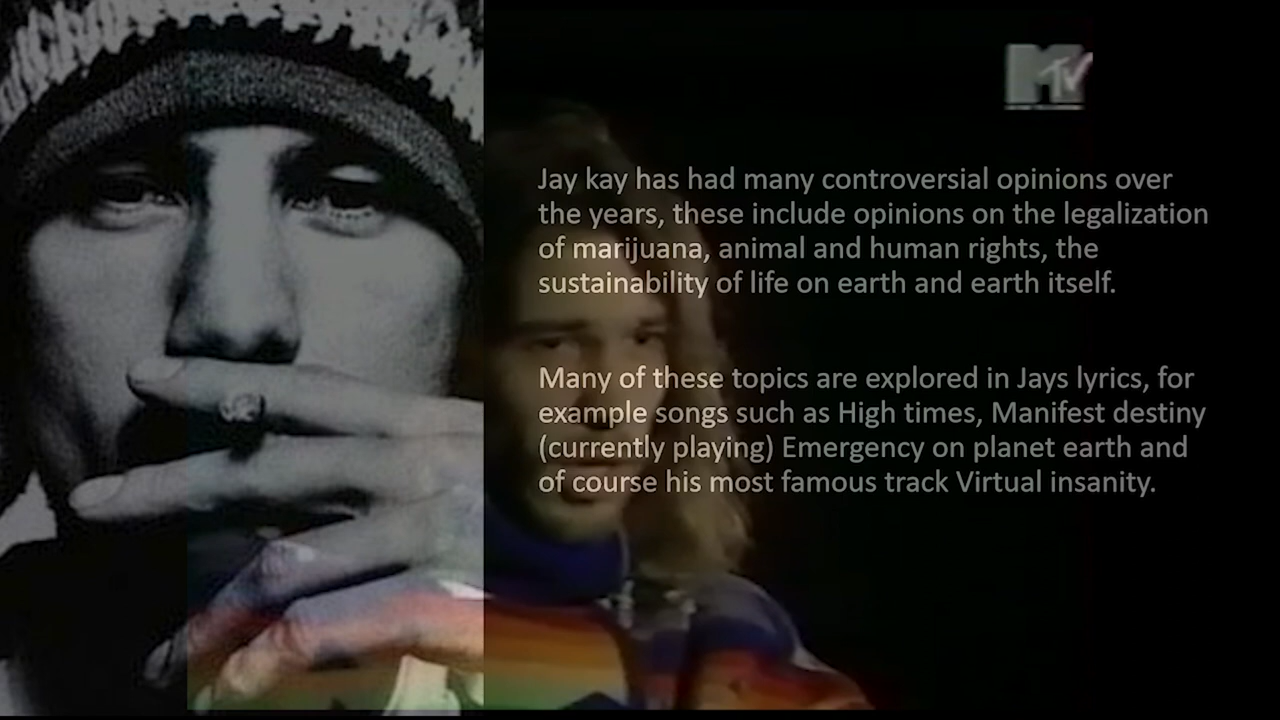 MTV
Jay kay has had many controversial opinions over
the years, these include opinions on the legalization
of marijuana, animal and human rights, the
sustainability of life on earth and earth itself.
Many of these topics are explored in Jays lyrics, for
example songs such as High times, Manifest destiny
(currently playing) Emergency on planet earth and
of course his most famous track Virtual insanity.